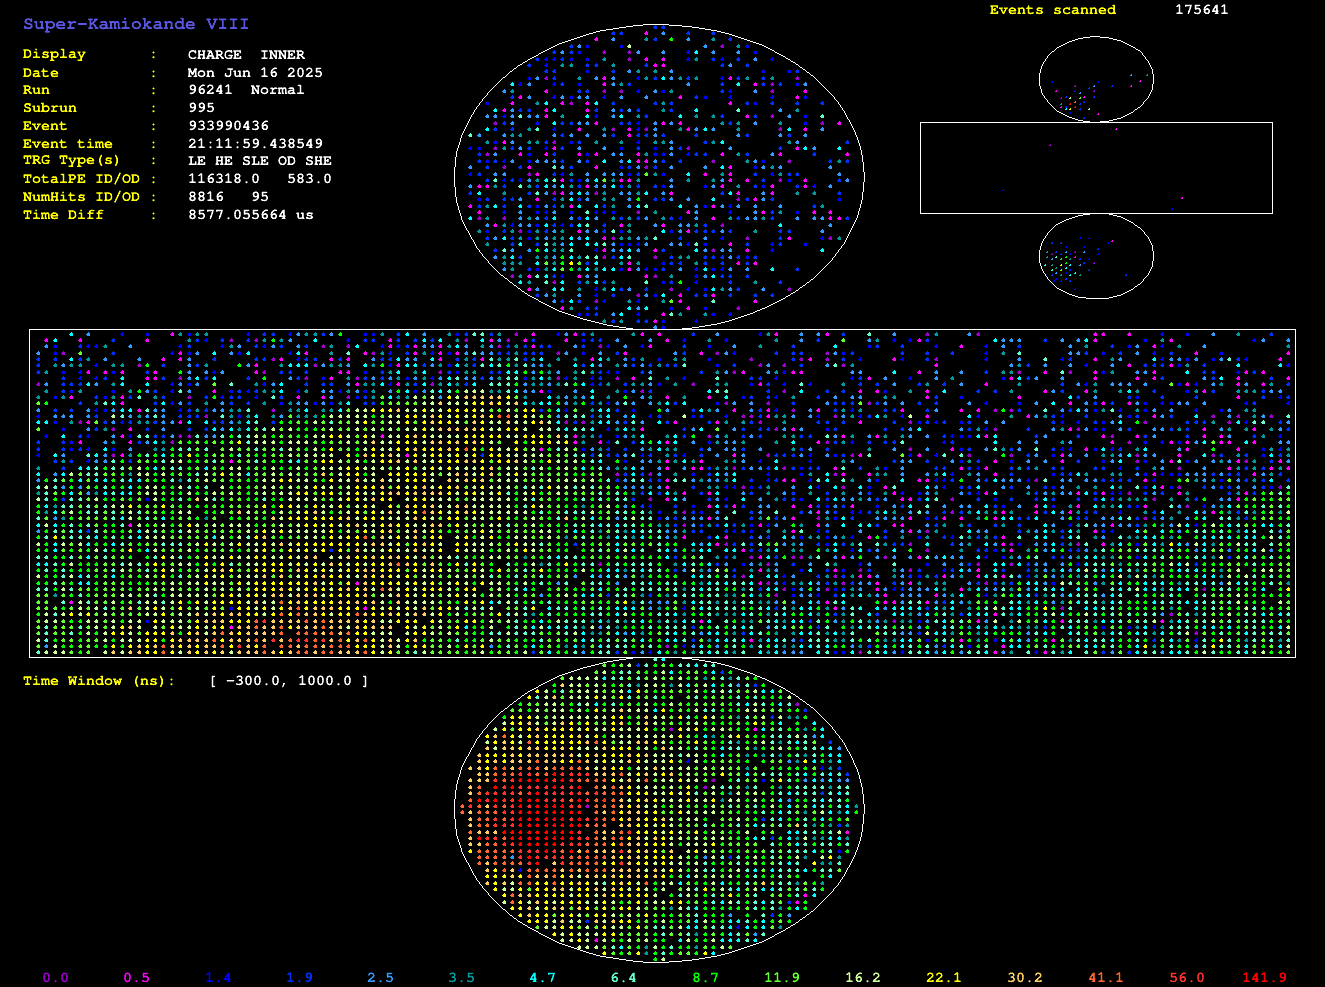 Super-Kamiokande VIII
Display : CHARGE INNER
Date : Mon Jun 16 2025
Run : 96241 Normal
Subrun : 995
Event : 933990436
Event time : 21:11:59.438549
TRG Type(s) : LE HE SLE OD SHE
TotalPE ID/OD : 116318.0 583.0
NumHits ID/OD : 8816 95
Time Diff : 8577.055664 us
Events scanned 175641
Time Window (ns): [ -300.0, 1000.0 ]
0.0 0.5 1.4 1.9 2.5 3.5 4.7 6.4 8.7 11.9 16.2 22.1 30.2 41.1 56.0 141.9